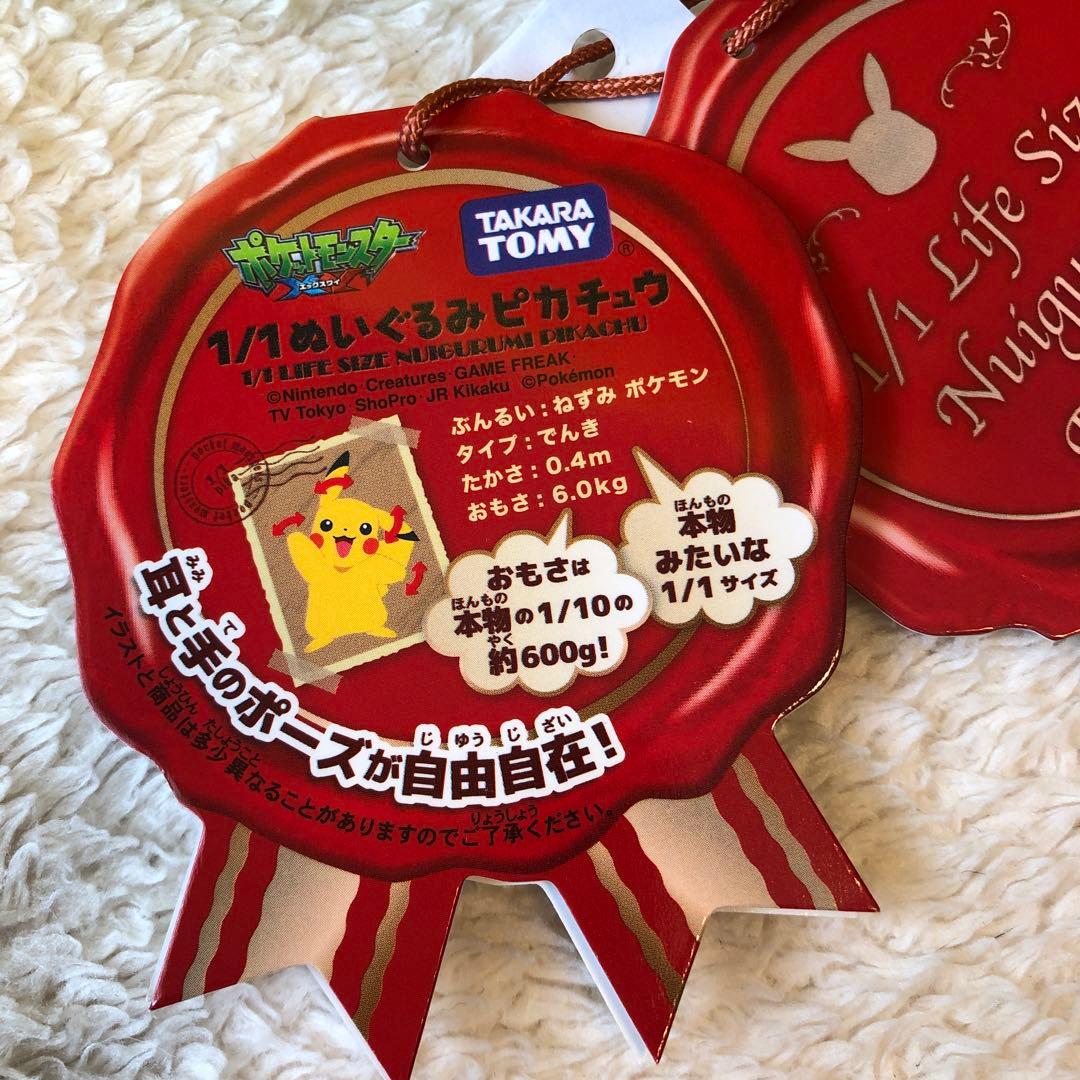 TAKARA
TOMY
®
ポケットモンスター
XY
エックスワイ
1/1 ぬいぐるみ ピカチュウ
1/1 LIFE SIZE NUIGURUMI PIKACHU
©Nintendo・Creatures・GAME FREAK・
TV Tokyo・ShoPro・JR Kikaku ©Pokémon
ぶんるい：ねずみ ポケモン
タイプ：でんき
たかさ：0.4m
おもさ：6.0kg
ほんもの
本物
みたいな
1/1サイズ
おもさは
ほんもの
本物の1/10の
やく
約600g!
みみ て じゆうじざい
耳と手のポーズが自由自在!
しょうひん たしょうこと りょうしょう
イラストと商品は多少異なることがありますのでご了承ください。
1/1 Life Siz
Nuigu